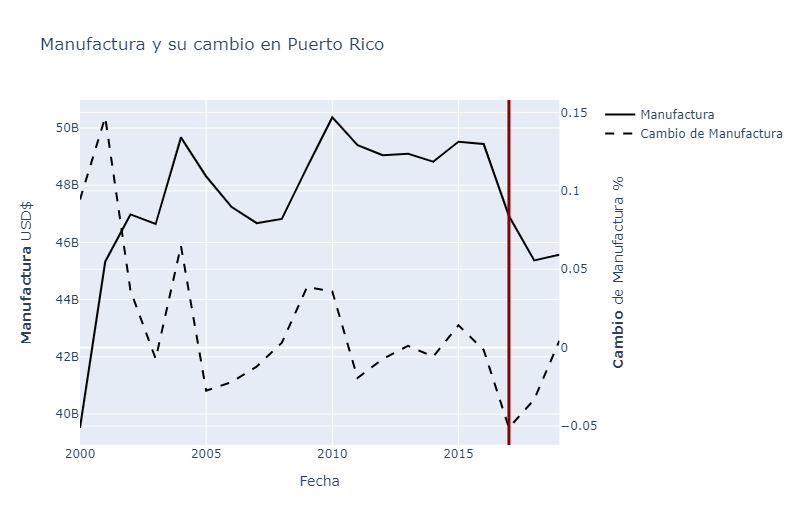 Manufactura y su cambio en Puerto Rico
Manufactura
Cambio de Manufactura
50B
48B
46B
44B
42B
40B
Manufactura USD$
0.15
0.1
0.05
0
−0.05
Cambio de Manufactura %
2000
2005
2010
2015
Fecha